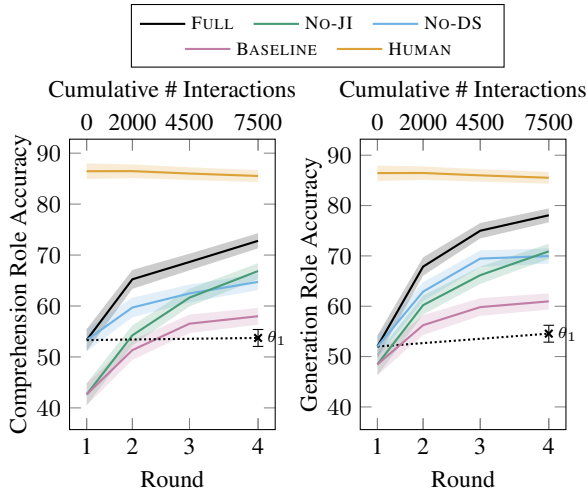 FULL NO-JI NO-DS
BASELINE HUMAN
Cumulative # Interactions
0 2000 4500 7500
90
80
70
60
50
40
Comprehension Role Accuracy
θ1
1 2 3 4
Round
Cumulative # Interactions
0 2000 4500 7500
90
80
70
60
50
40
Generation Role Accuracy
θ1
1 2 3 4
Round